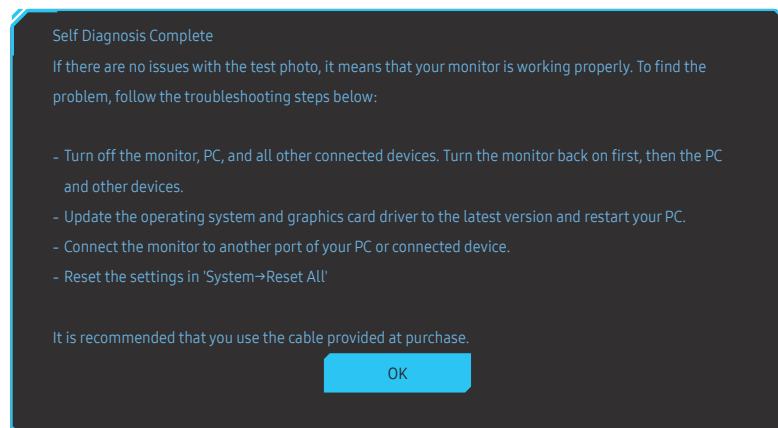 Self Diagnosis Complete
If there are no issues with the test photo, it means that your monitor is working properly. To find the
problem, follow the troubleshooting steps below:
- Turn off the monitor, PC, and all other connected devices. Turn the monitor back on first, then the PC
and other devices.
- Update the operating system and graphics card driver to the latest version and restart your PC.
- Connect the monitor to another port of your PC or connected device.
- Reset the settings in 'System→Reset All'
It is recommended that you use the cable provided at purchase.
OK